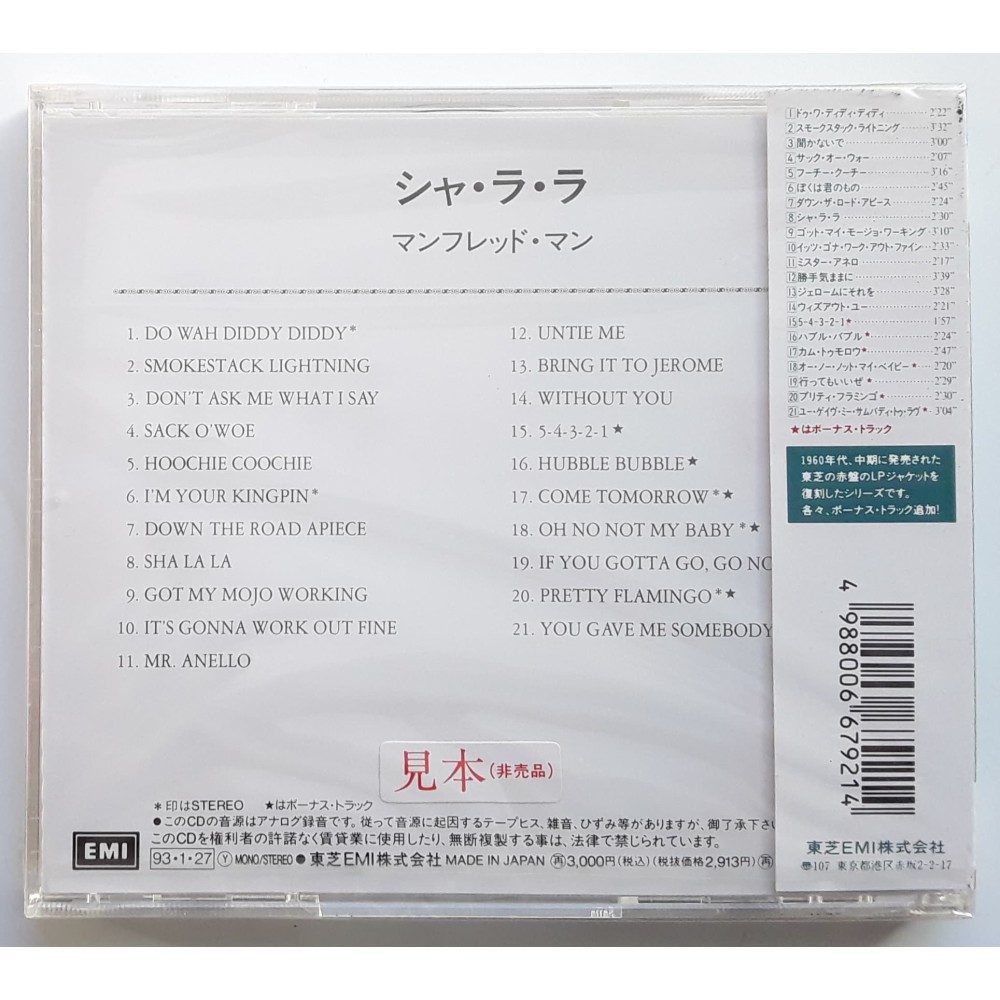 シャ・ラ・ラ
マンフレッド・マン
1. DO WAH DIDDY DIDDY*
2. SMOKESTACK LIGHTNING
3. DON'T ASK ME WHAT I SAY
4. SACK O'WOE
5. HOOCHIE COOCHIE
6. I'M YOUR KINGPIN*
7. DOWN THE ROAD APIECE
8. SHA LA LA
9. GOT MY MOJO WORKING
10. IT'S GONNA WORK OUT FINE
11. MR. ANELLO
12. UNTIE ME
13. BRING IT TO JEROME
14. WITHOUT YOU
15. 5-4-3-2-1★
16. HUBBLE BUBBLE★
17. COME TOMORROW*★
18. OH NO NOT MY BABY*★
19. IF YOU GOTTA GO, GO
20. PRETTY FLAMINGO*★
21. YOU GAVE ME SOMEBODY
見本(非売品)
*印はSTEREO ★はボーナス・トラック
●このCDの音源はアナログ録音です。従って音源に起因するテープヒス、雑音、ひずみ等がありますが、御了承下さい
このCDを権利者の許諾なく賃貸業に使用したり、無断複製する事は、法律で禁じられています。
EMI 93・1・27 Ⓨ MONO/STEREO ●東芝EMI株式会社 MADE IN JAPAN 再3,000円(税込)(税抜価格2,913円)再
1 ドゥ・ワ・ディディ・ディディ 2'22"
2 スモークスタック・ライトニング 3'32"
3 聞かないで 3'00"
4 サック・オー・ウォー 2'07"
5 フーチー・クーチー 3'16"
6 ぼくは君のもの 2'45"
7 ダウン・ザ・ロード・アピース 2'24"
8 シャ・ラ・ラ 2'30"
9 ゴット・マイ・モージョ・ワーキング 3'10"
10 イッツ・ゴナ・ワーク・アウト・ファイン 2'33"
11 ミスター・アネロ 2'17"
12 勝手気ままに 3'39"
13 ジェロームにそれを 3'28"
14 ウィズアウト・ユー 2'21"
15 5-4-3-2-1★ 1'57"
16 ハブル・バブル★ 2'24"
17 カム・トゥモロウ★ 2'47"
18 オー・ノー・ノット・マイ・ベイビー★ 2'20"
19 行ってもいいぜ★ 2'29"
20 プリティ・フラミンゴ★ 2'30"
21 ユー・ゲイヴ・ミー・サムバディ・トゥ・ラヴ★ 3'04"
★はボーナス・トラック
1960年代、中期に発売された
東芝の赤盤のLPジャケットを
復刻したシリーズです。
各々、ボーナス・トラック追加!
4 988006 679214
東芝EMI株式会社
〠107 東京都港区赤坂2-2-17